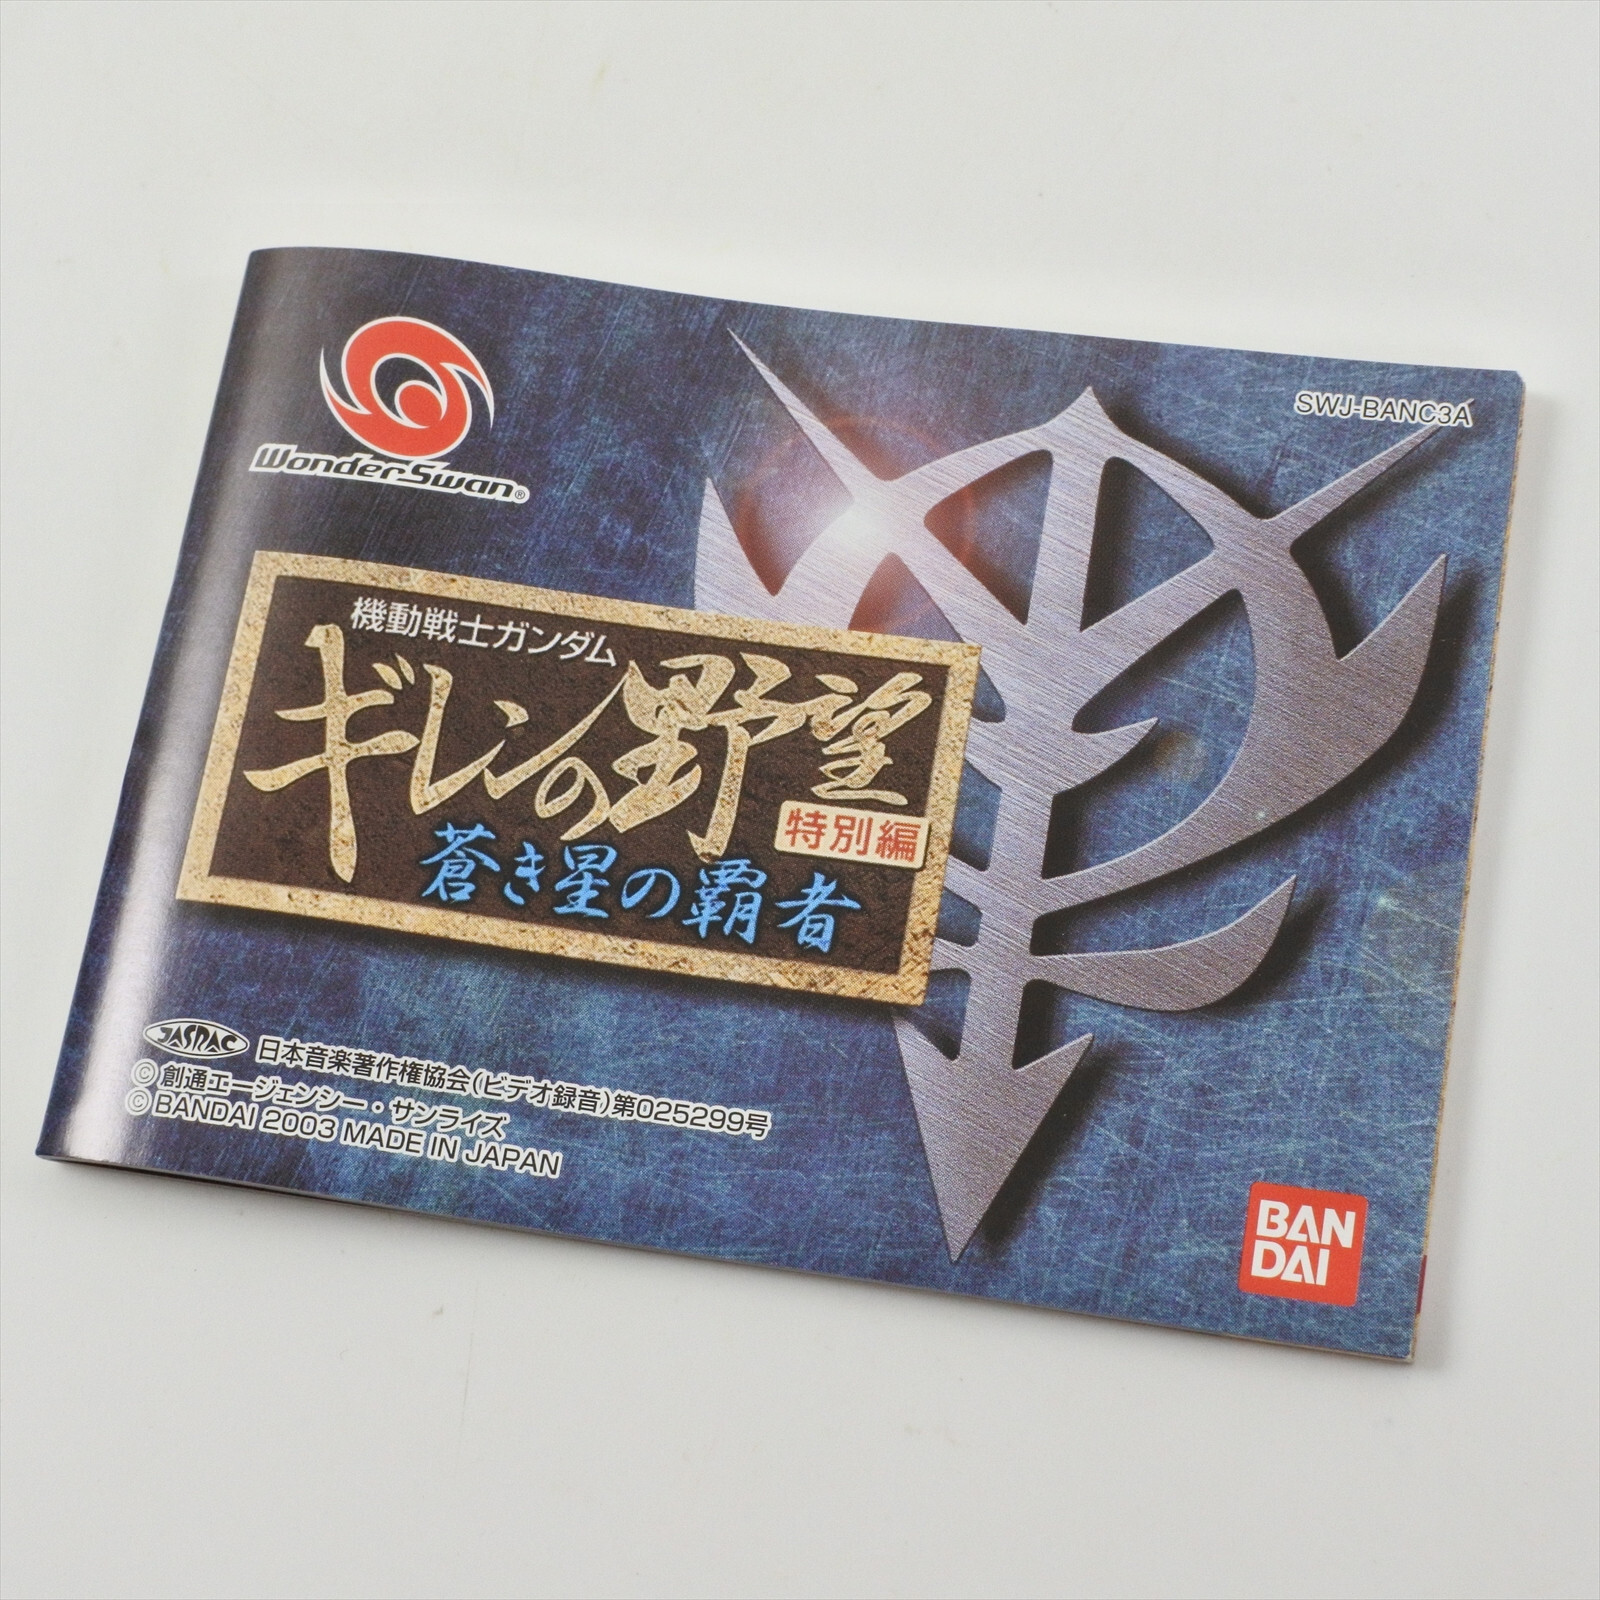 WonderSwan®
SWJ-BANC3A
機動戦士ガンダム
ギレンの野望
特別編
蒼き星の覇者
JASRAC 日本音楽著作権協会(ビデオ録音)第025299号
© 創通エージェンシー・サンライズ
© BANDAI 2003 MADE IN JAPAN
BAN
DAI